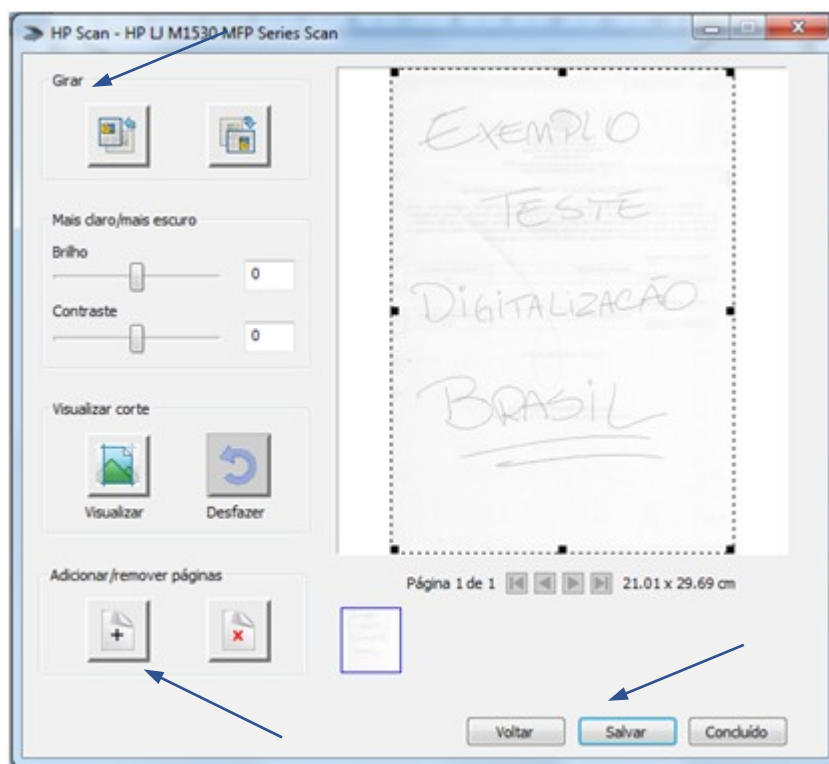 HP Scan - HP LJ M1530 MFP Series Scan
Girar
Mais claro/mais escuro
Brilho
0
Contraste
0
Visualizar corte
Visualizar
Desfazer
Adicionar/remover páginas
EXEMPLO
TESTE
DIGITALIZAÇÃO
BRASIL
Página 1 de 1
21.01 x 29.69 cm
Voltar
Salvar
Concluído